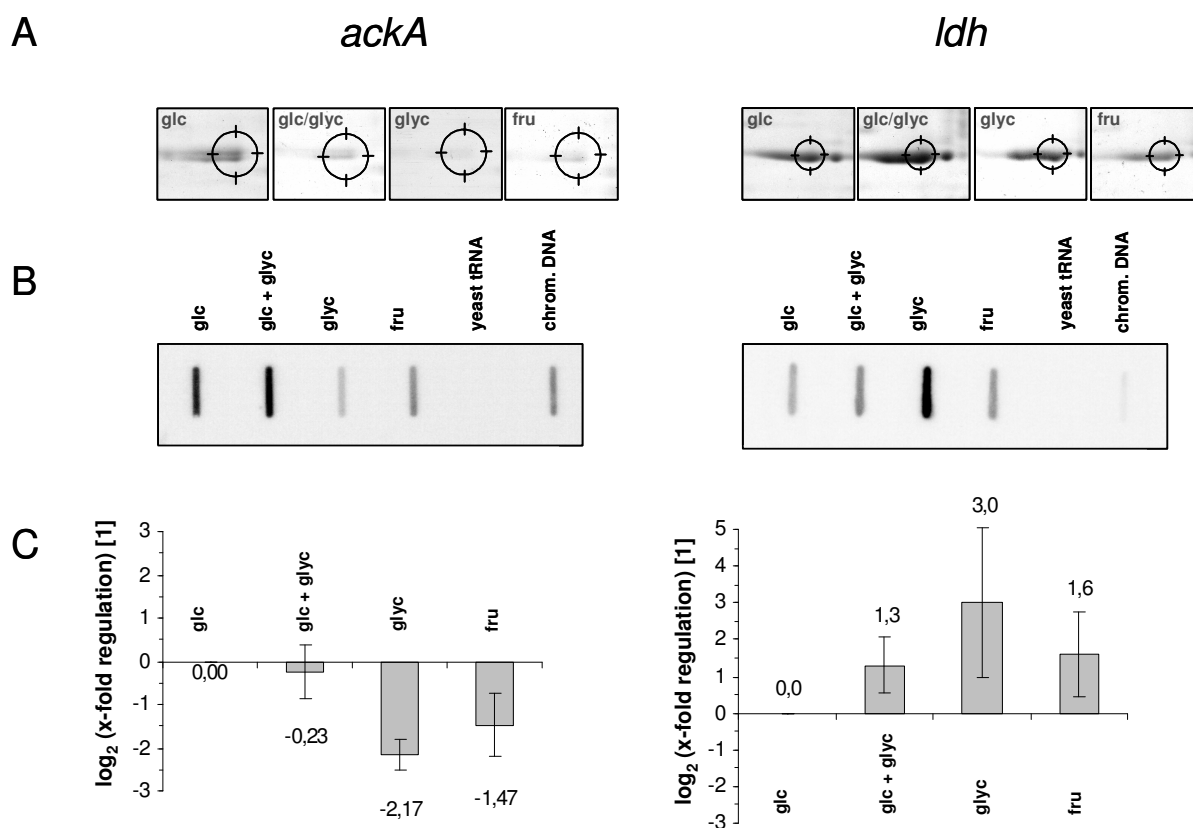 A
ackA
ldh
glc
glc/glyc
glyc
fru
glc
glc/glyc
glyc
fru
B
glc
glc + glyc
glyc
fru
yeast tRNA
chrom. DNA
glc
glc + glyc
glyc
fru
yeast tRNA
chrom. DNA
C
log2 (x-fold regulation) [1]
3
2
1
0
-1
-2
-3
glc
glc + glyc
glyc
fru
0,00
-0,23
-2,17
-1,47
log2 (x-fold regulation) [1]
5
4
3
2
1
0
-1
-2
-3
0,0
1,3
3,0
1,6
glc
glc + glyc
glyc
fru